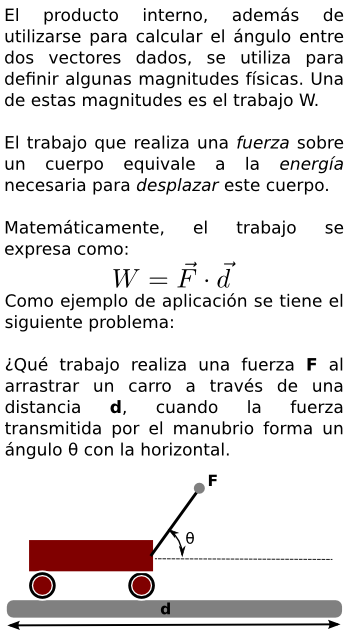 El producto interno, además de
utilizarse para calcular el ángulo entre
dos vectores dados, se utiliza para
definir algunas magnitudes físicas. Una
de estas magnitudes es el trabajo W.
El trabajo que realiza una fuerza sobre
un cuerpo equivale a la energía
necesaria para desplazar este cuerpo.
Matemáticamente, el trabajo se
expresa como:
W = F⃗ · d⃗
Como ejemplo de aplicación se tiene el
siguiente problema:
¿Qué trabajo realiza una fuerza F al
arrastrar un carro a través de una
distancia d, cuando la fuerza
transmitida por el manubrio forma un
ángulo θ con la horizontal.
F
θ
d